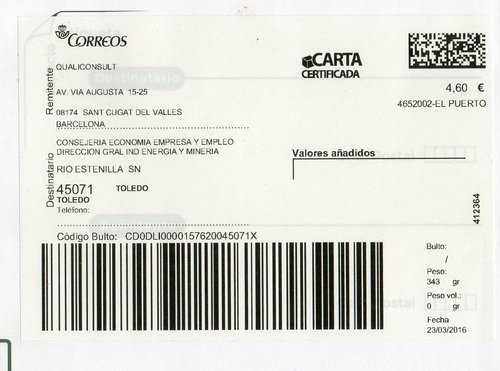 CORREOS
CARTA
CERTIFICADA
4,60 €
4652002-EL PUERTO
Remitente
QUALICONSULT
AV. VIA AUGUSTA 15-25
08174 SANT CUGAT DEL VALLES
BARCELONA
Destinatario
Destinatario
CONSEJERIA ECONOMIA EMPRESA Y EMPLEO
DIRECCION GRAL IND ENERGIA Y MINERIA
RIO ESTENILLA SN
45071 TOLEDO
TOLEDO
Teléfono:
Valores añadidos
412364
Código Bulto: CD0DLI0000157620045071X
Bulto:
/
Peso:
343 gr
Peso vol.:
0 gr
Fecha
23/03/2016